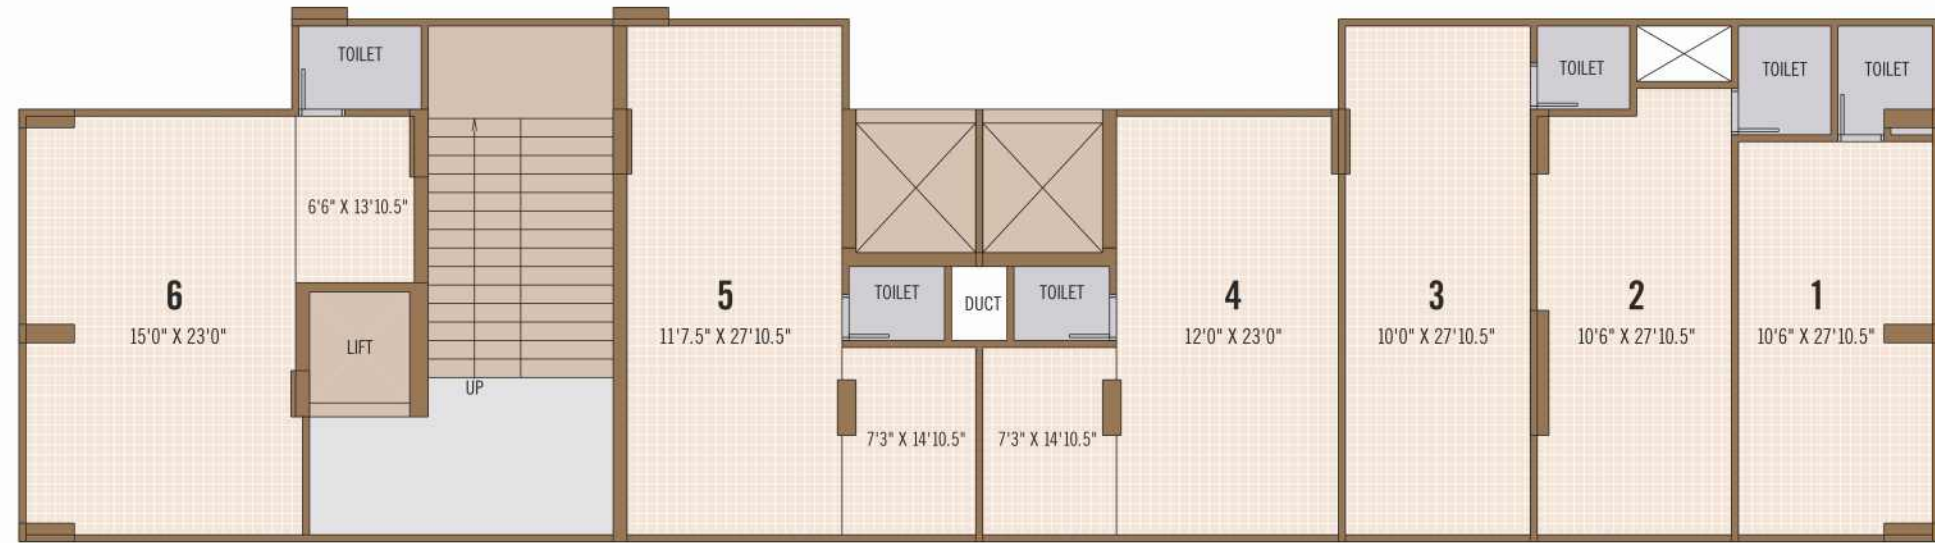 TOILET
TOILET
TOILET
TOILET
6'6" X 13'10.5"
6
15'0" X 23'0"
LIFT
UP
5
11'7.5" X 27'10.5"
TOILET
DUCT
TOILET
7'3" X 14'10.5"
7'3" X 14'10.5"
4
12'0" X 23'0"
3
10'0" X 27'10.5"
2
10'6" X 27'10.5"
1
10'6" X 27'10.5"